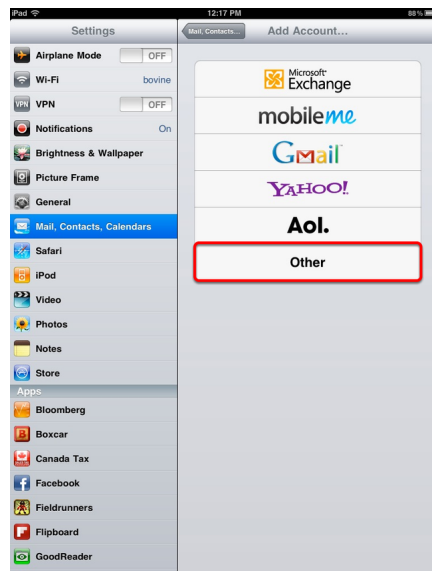 iPad 12:17 PM 88%
Settings
Mail, Contacts... Add Account...
Airplane Mode OFF
Wi-Fi bovine
VPN VPN OFF
Notifications On
Brightness & Wallpaper
Picture Frame
General
Mail, Contacts, Calendars
Safari
iPod
Video
Photos
Notes
Store
Apps
Bloomberg
B Boxcar
Canada Tax
f Facebook
Fieldrunners
Flipboard
GoodReader
Microsoft
Exchange
mobileme
Gmail
YAHOO!
Aol.
Other